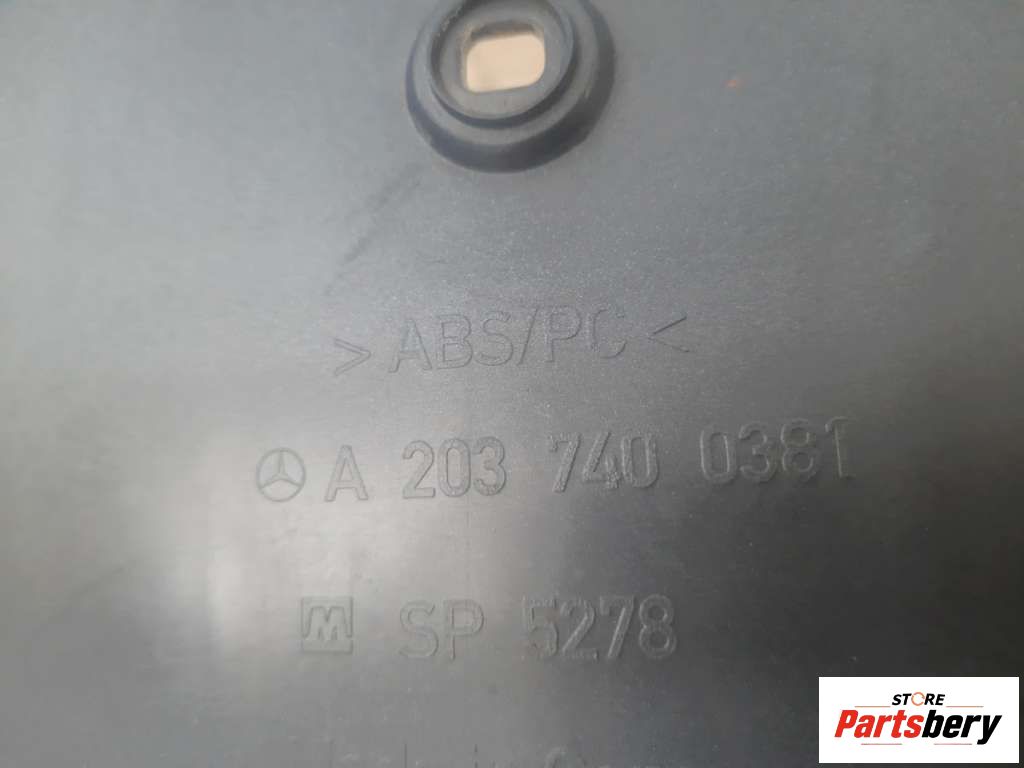 >ABS/PC<
A 203 740 0381
M SP 5278
STORE
Partsbery